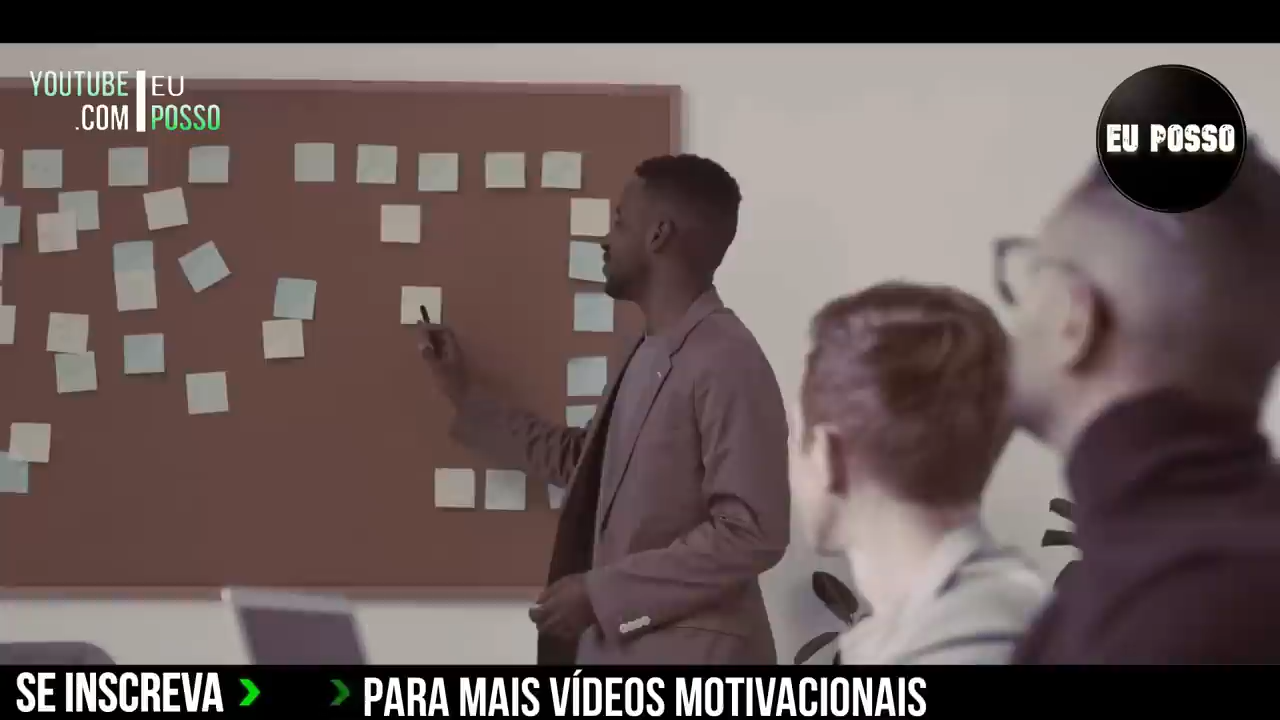 YOUTUBE
.COM
EU
POSSO
EU POSSO
SE INSCREVA
PARA MAIS VÍDEOS MOTIVACIONAIS